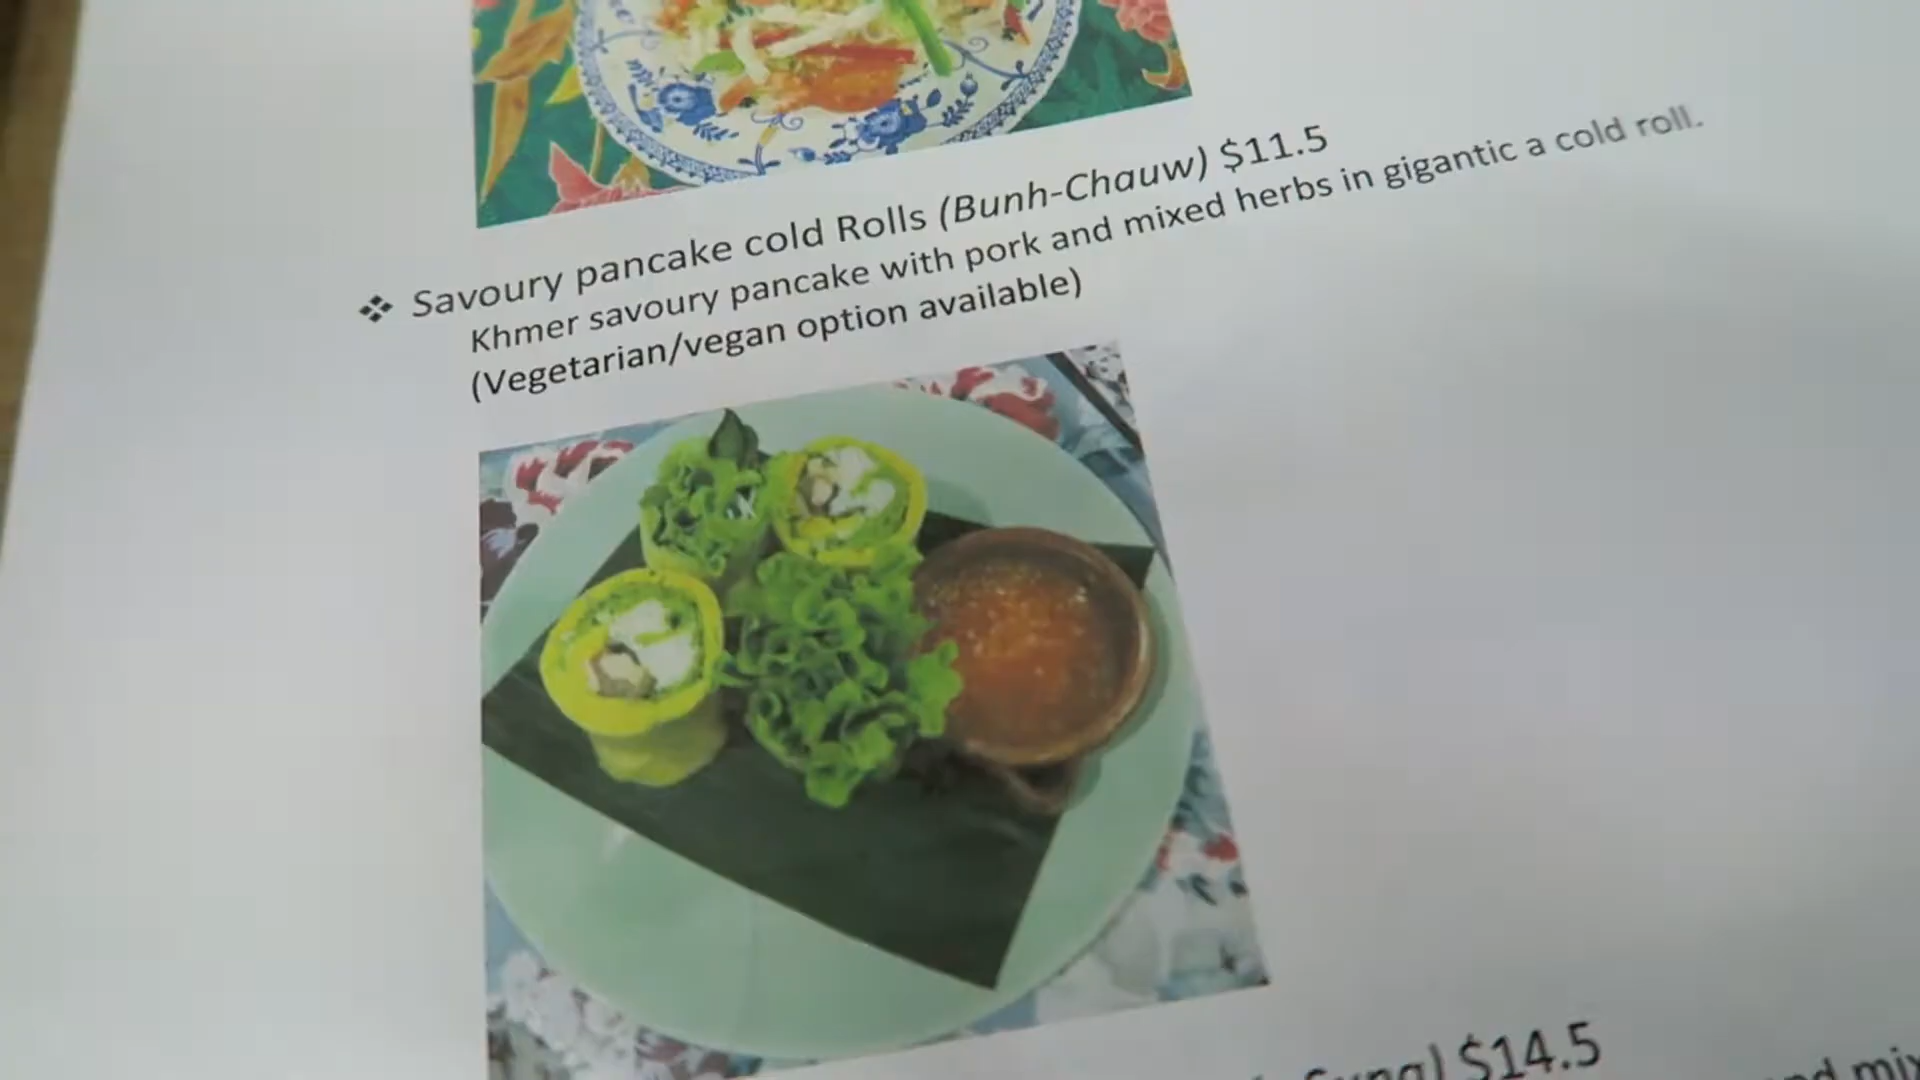 ❖ Savoury pancake cold Rolls (Bunh-Chauw) $11.5
Khmer savoury pancake with pork and mixed herbs in gigantic a cold roll.
(Vegetarian/vegan option available)
$14.5